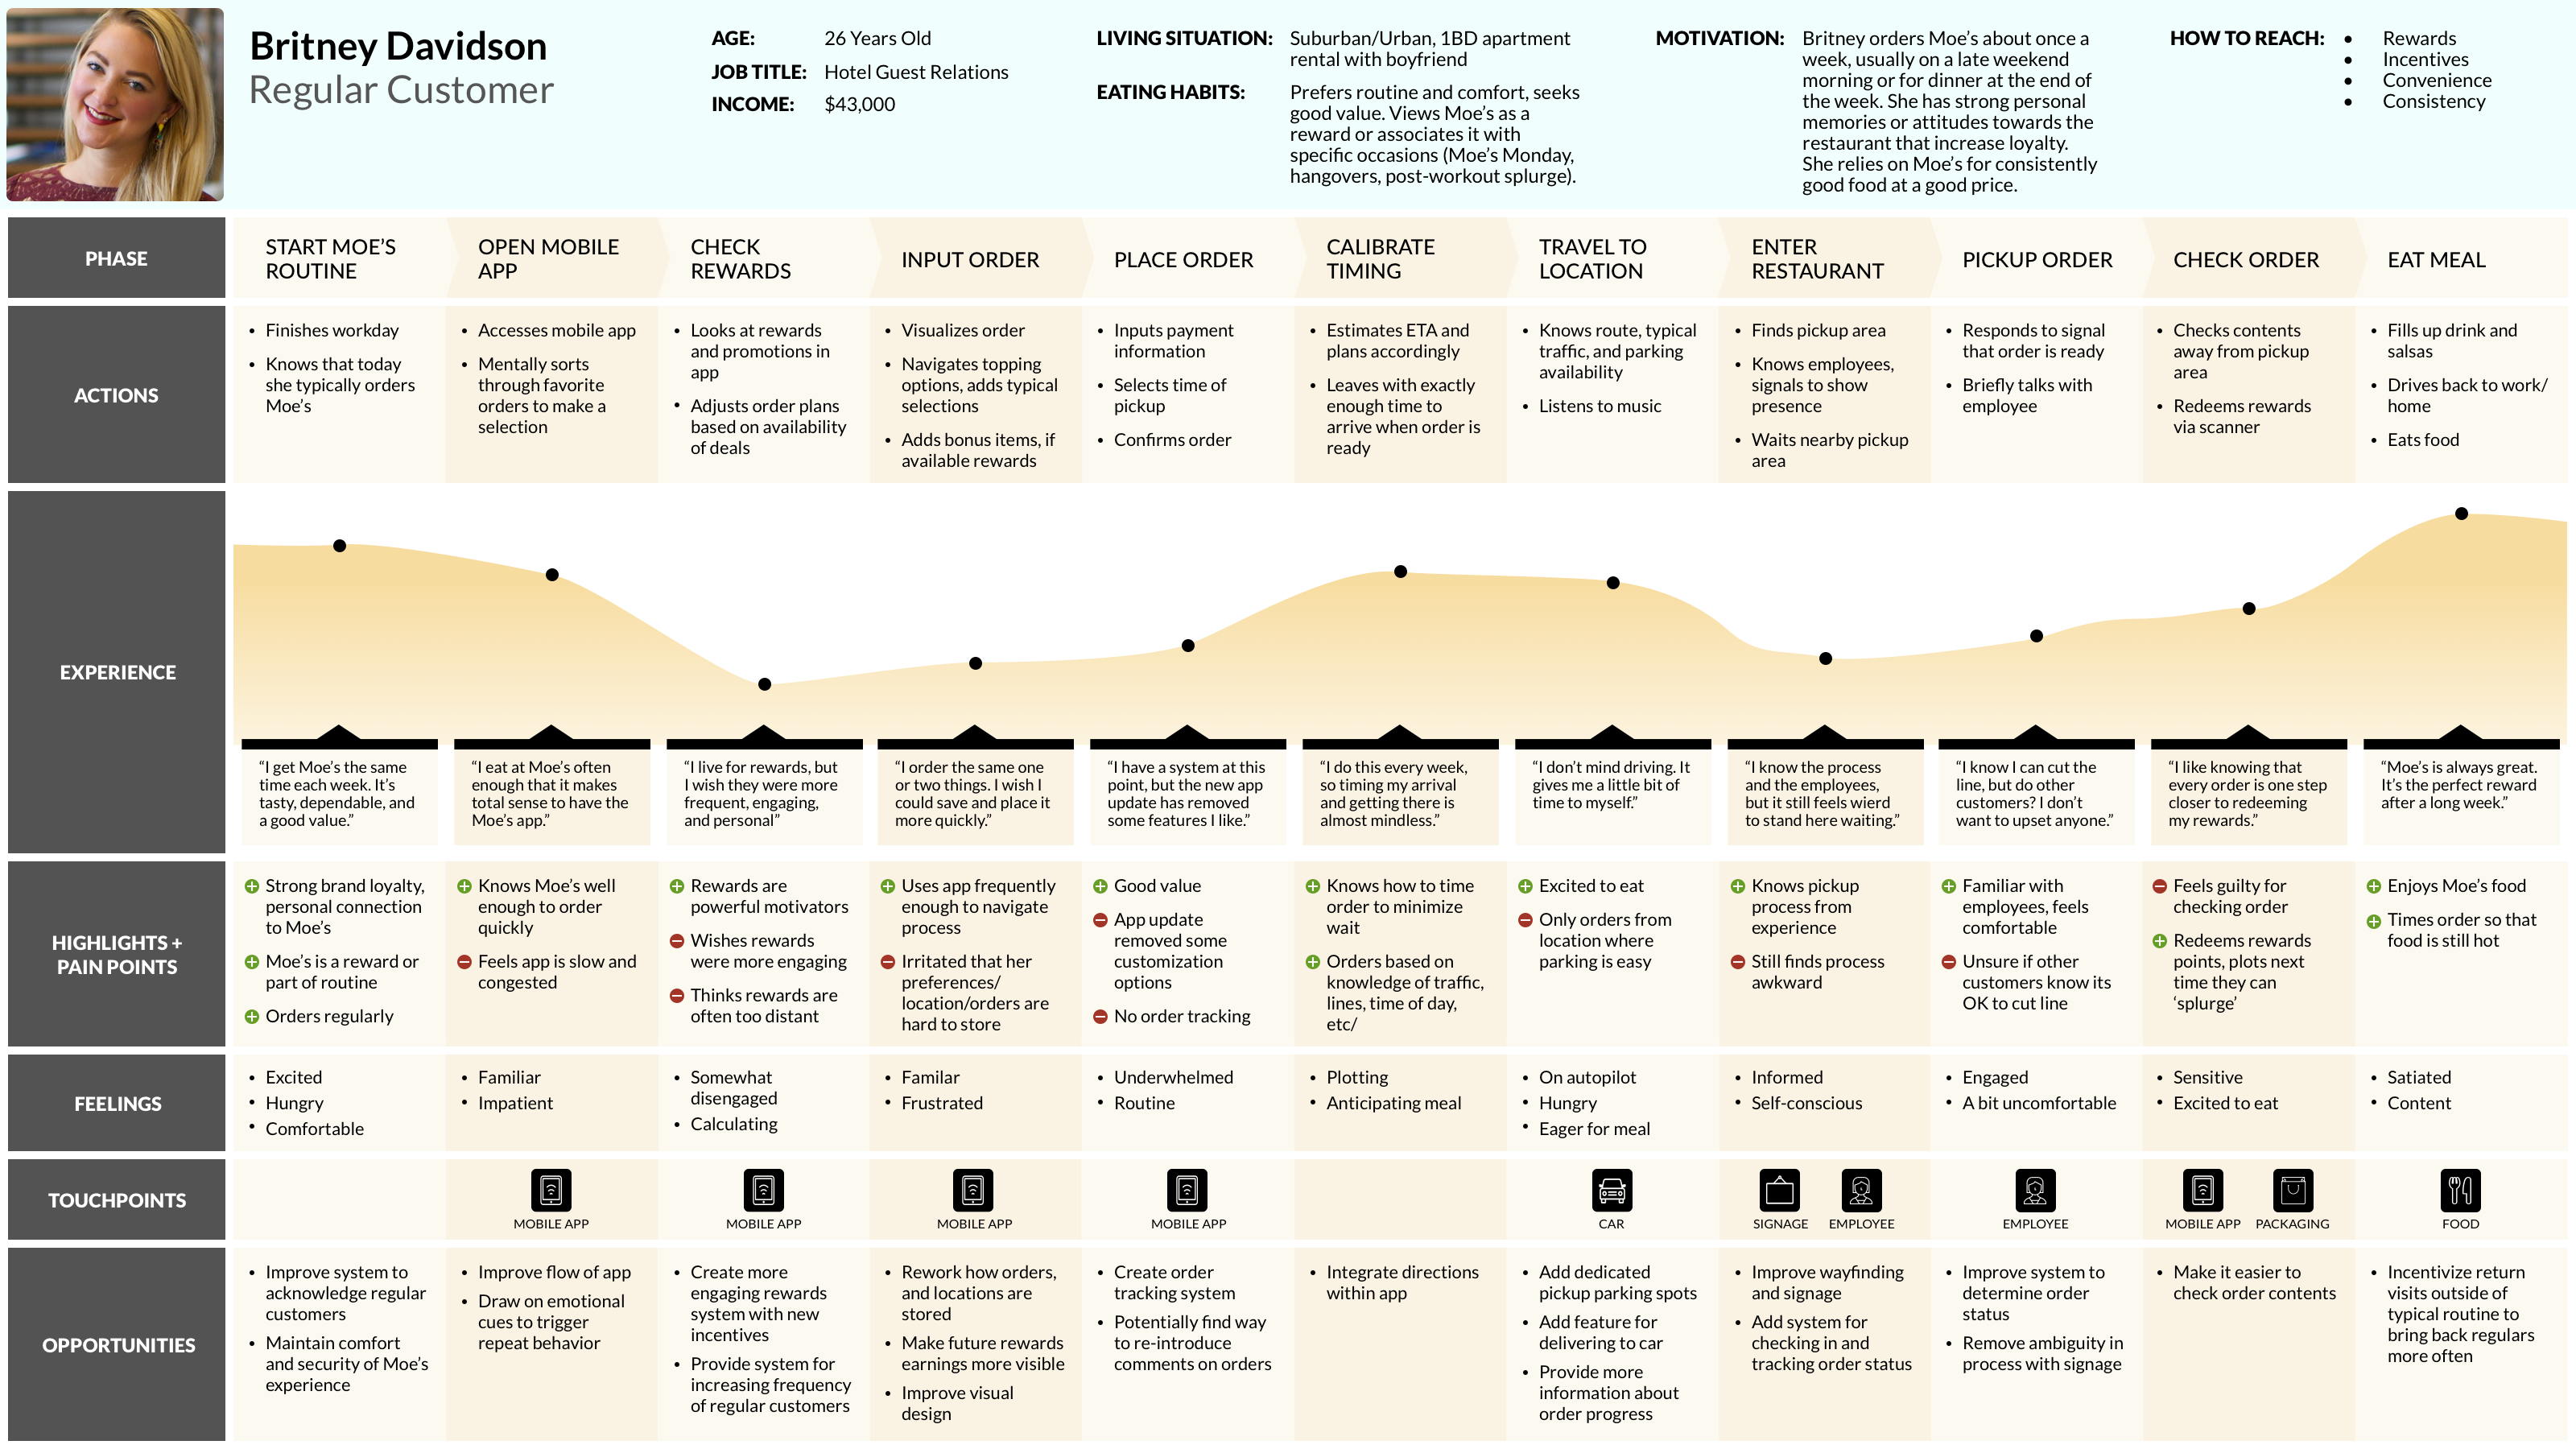 Britney Davidson
Regular Customer
AGE:
26 Years Old
JOB TITLE:
Hotel Guest Relations
INCOME:
$43,000
LIVING SITUATION:
Suburban/Urban, 1BD apartment
rental with boyfriend
EATING HABITS:
Prefers routine and comfort, seeks
good value. Views Moe’s as a
reward or associates it with
specific occasions (Moe’s Monday,
hangovers, post-workout splurge).
MOTIVATION:
Britney orders Moe’s about once a
week, usually on a late weekend
morning or for dinner at the end of
the week. She has strong personal
memories or attitudes towards the
restaurant that increase loyalty.
She relies on Moe’s for consistently
good food at a good price.
HOW TO REACH:
• Rewards
• Incentives
• Convenience
• Consistency
PHASE
START MOE’S
ROUTINE
OPEN MOBILE
APP
CHECK
REWARDS
INPUT ORDER
PLACE ORDER
CALIBRATE
TIMING
TRAVEL TO
LOCATION
ENTER
RESTAURANT
PICKUP ORDER
CHECK ORDER
EAT MEAL
ACTIONS
• Finishes workday
• Knows that today
she typically orders
Moe’s
• Accesses mobile app
• Mentally sorts
through favorite
orders to make a
selection
• Looks at rewards
and promotions in
app
• Adjusts order plans
based on availability
of deals
• Visualizes order
• Navigates topping
options, adds typical
selections
• Adds bonus items, if
available rewards
• Inputs payment
information
• Selects time of
pickup
• Confirms order
• Estimates ETA and
plans accordingly
• Leaves with exactly
enough time to
arrive when order is
ready
• Knows route, typical
traffic, and parking
availability
• Listens to music
• Finds pickup area
• Knows employees,
signals to show
presence
• Waits nearby pickup
area
• Responds to signal
that order is ready
• Briefly talks with
employee
• Checks contents
away from pickup
area
• Redeems rewards
via scanner
• Fills up drink and
salsas
• Drives back to work/
home
• Eats food
EXPERIENCE
“I get Moe’s the same
time each week. It’s
tasty, dependable, and
a good value.”
“I eat at Moe’s often
enough that it makes
total sense to have the
Moe’s app.”
“I live for rewards, but
I wish they were more
frequent, engaging,
and personal”
“I order the same one
or two things. I wish I
could save and place it
more quickly.”
“I have a system at this
point, but the new app
update has removed
some features I like.”
“I do this every week,
so timing my arrival
and getting there is
almost mindless.”
“I don’t mind driving. It
gives me a little bit of
time to myself.”
“I know the process
and the employees,
but it still feels wierd
to stand here waiting.”
“I know I can cut the
line, but do other
customers? I don’t
want to upset anyone.”
“I like knowing that
every order is one step
closer to redeeming
my rewards.”
“Moe’s is always great.
It’s the perfect reward
after a long week.”
HIGHLIGHTS +
PAIN POINTS
Strong brand loyalty,
personal connection
to Moe’s
Moe’s is a reward or
part of routine
Orders regularly
Knows Moe’s well
enough to order
quickly
Feels app is slow and
congested
Rewards are
powerful motivators
Wishes rewards
were more engaging
Thinks rewards are
often too distant
Uses app frequently
enough to navigate
process
Irritated that her
preferences/
location/orders are
hard to store
Good value
App update
removed some
customization
options
No order tracking
Knows how to time
order to minimize
wait
Orders based on
knowledge of traffic,
lines, time of day,
etc/
Excited to eat
Only orders from
location where
parking is easy
Knows pickup
process from
experience
Still finds process
awkward
Familiar with
employees, feels
comfortable
Unsure if other
customers know its
OK to cut line
Feels guilty for
checking order
Redeems rewards
points, plots next
time they can
‘splurge’
Enjoys Moe’s food
Times order so that
food is still hot
FEELINGS
• Excited
• Hungry
• Comfortable
• Familiar
• Impatient
• Somewhat
disengaged
• Calculating
• Familar
• Frustrated
• Underwhelmed
• Routine
• Plotting
• Anticipating meal
• On autopilot
• Hungry
• Eager for meal
• Informed
• Self-conscious
• Engaged
• A bit uncomfortable
• Sensitive
• Excited to eat
• Satiated
• Content
TOUCHPOINTS
MOBILE APP
MOBILE APP
MOBILE APP
MOBILE APP
CAR
SIGNAGE
EMPLOYEE
EMPLOYEE
MOBILE APP
PACKAGING
FOOD
OPPORTUNITIES
• Improve system to
acknowledge regular
customers
• Maintain comfort
and security of Moe’s
experience
• Improve flow of app
• Draw on emotional
cues to trigger
repeat behavior
• Create more
engaging rewards
system with new
incentives
• Provide system for
increasing frequency
of regular customers
• Rework how orders,
and locations are
stored
• Make future rewards
earnings more visible
• Improve visual
design
• Create order
tracking system
• Potentially find way
to re-introduce
comments on orders
• Integrate directions
within app
• Add dedicated
pickup parking spots
• Add feature for
delivering to car
• Provide more
information about
order progress
• Improve wayfinding
and signage
• Add system for
checking in and
tracking order status
• Improve system to
determine order
status
• Remove ambiguity in
process with signage
• Make it easier to
check order contents
• Incentivize return
visits outside of
typical routine to
bring back regulars
more often